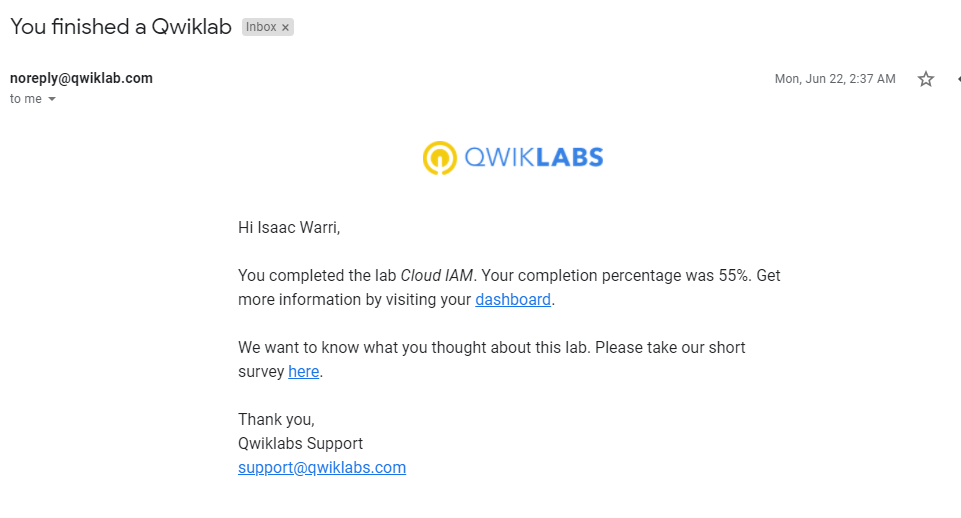 You finished a Qwiklab Inbox ×
noreply@qwiklab.com Mon, Jun 22, 2:37 AM
to me
QWIKLABS
Hi Isaac Warri,
You completed the lab Cloud IAM. Your completion percentage was 55%. Get
more information by visiting your dashboard.
We want to know what you thought about this lab. Please take our short
survey here.
Thank you,
Qwiklabs Support
support@qwiklabs.com